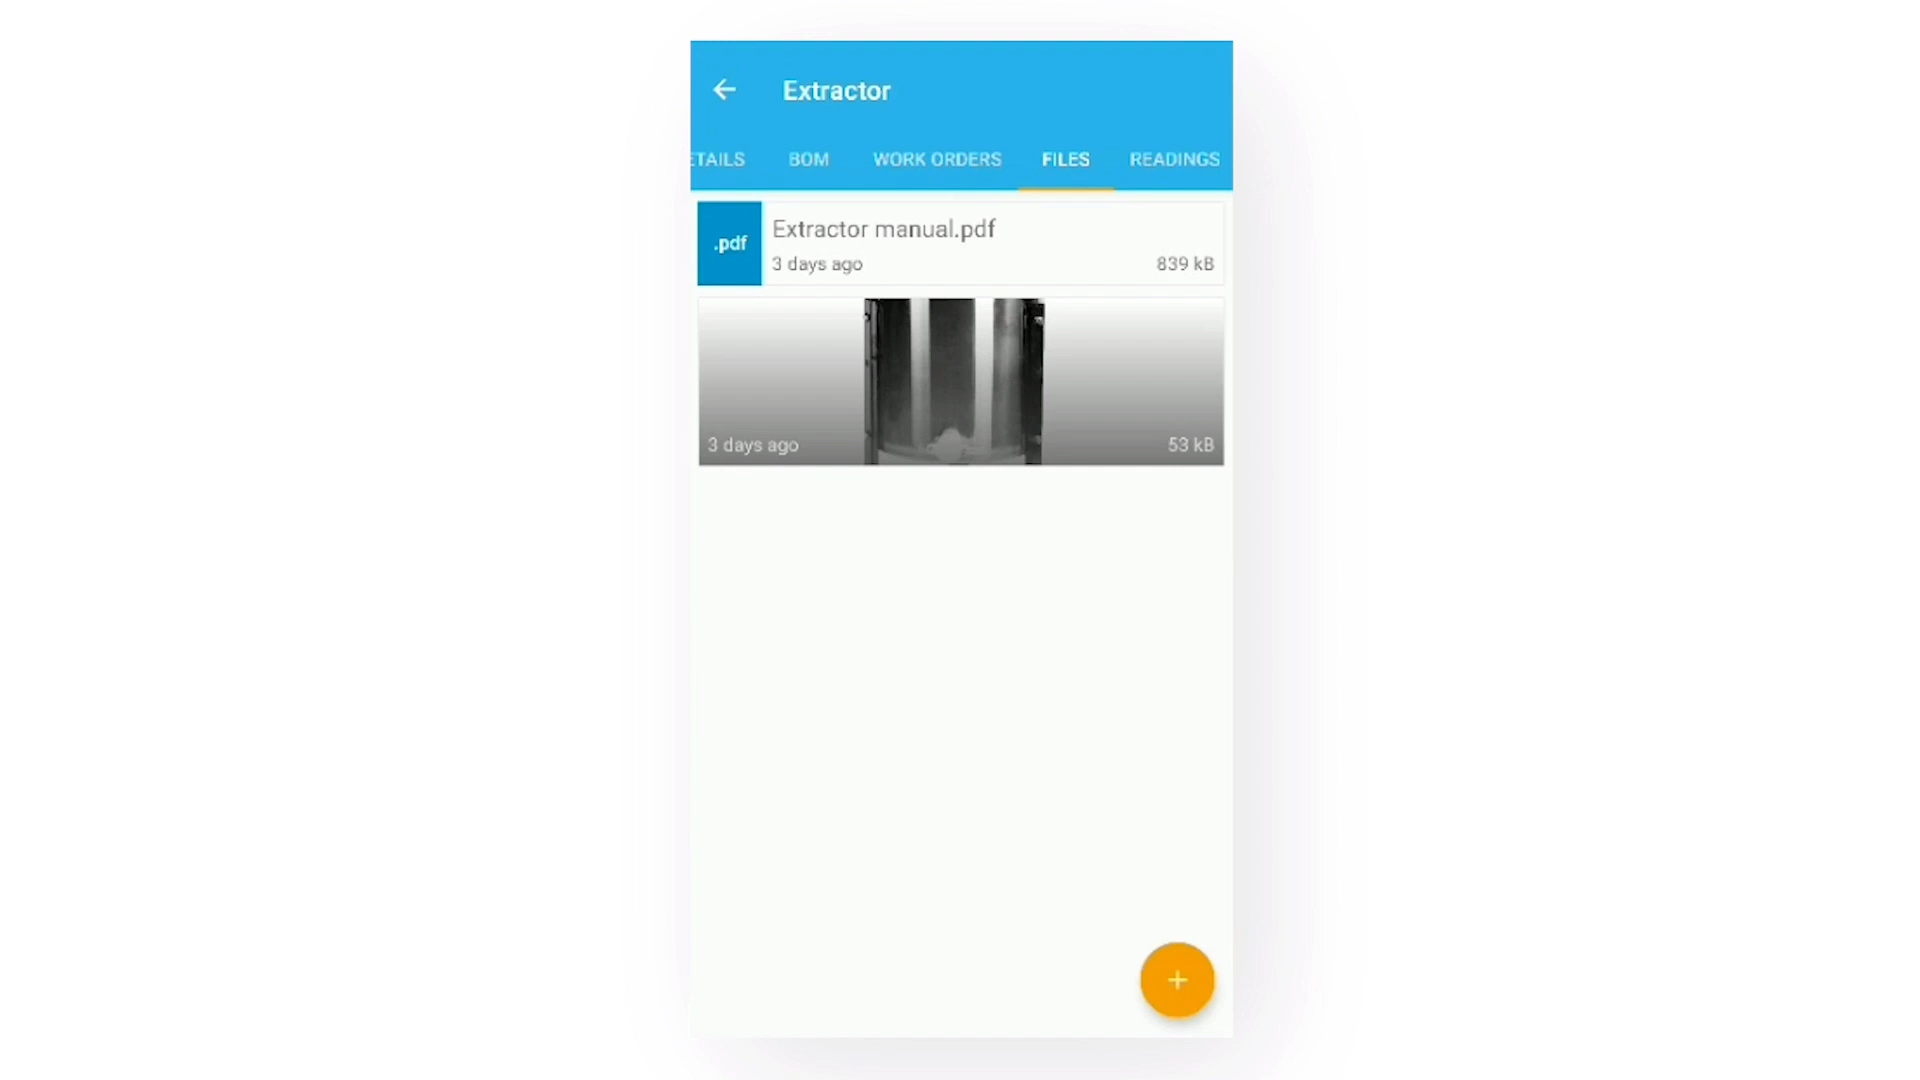 Extractor
ETAILS BOM WORK ORDERS FILES READINGS
.pdf
Extractor manual.pdf
3 days ago 839 kB
3 days ago 53 kB
+